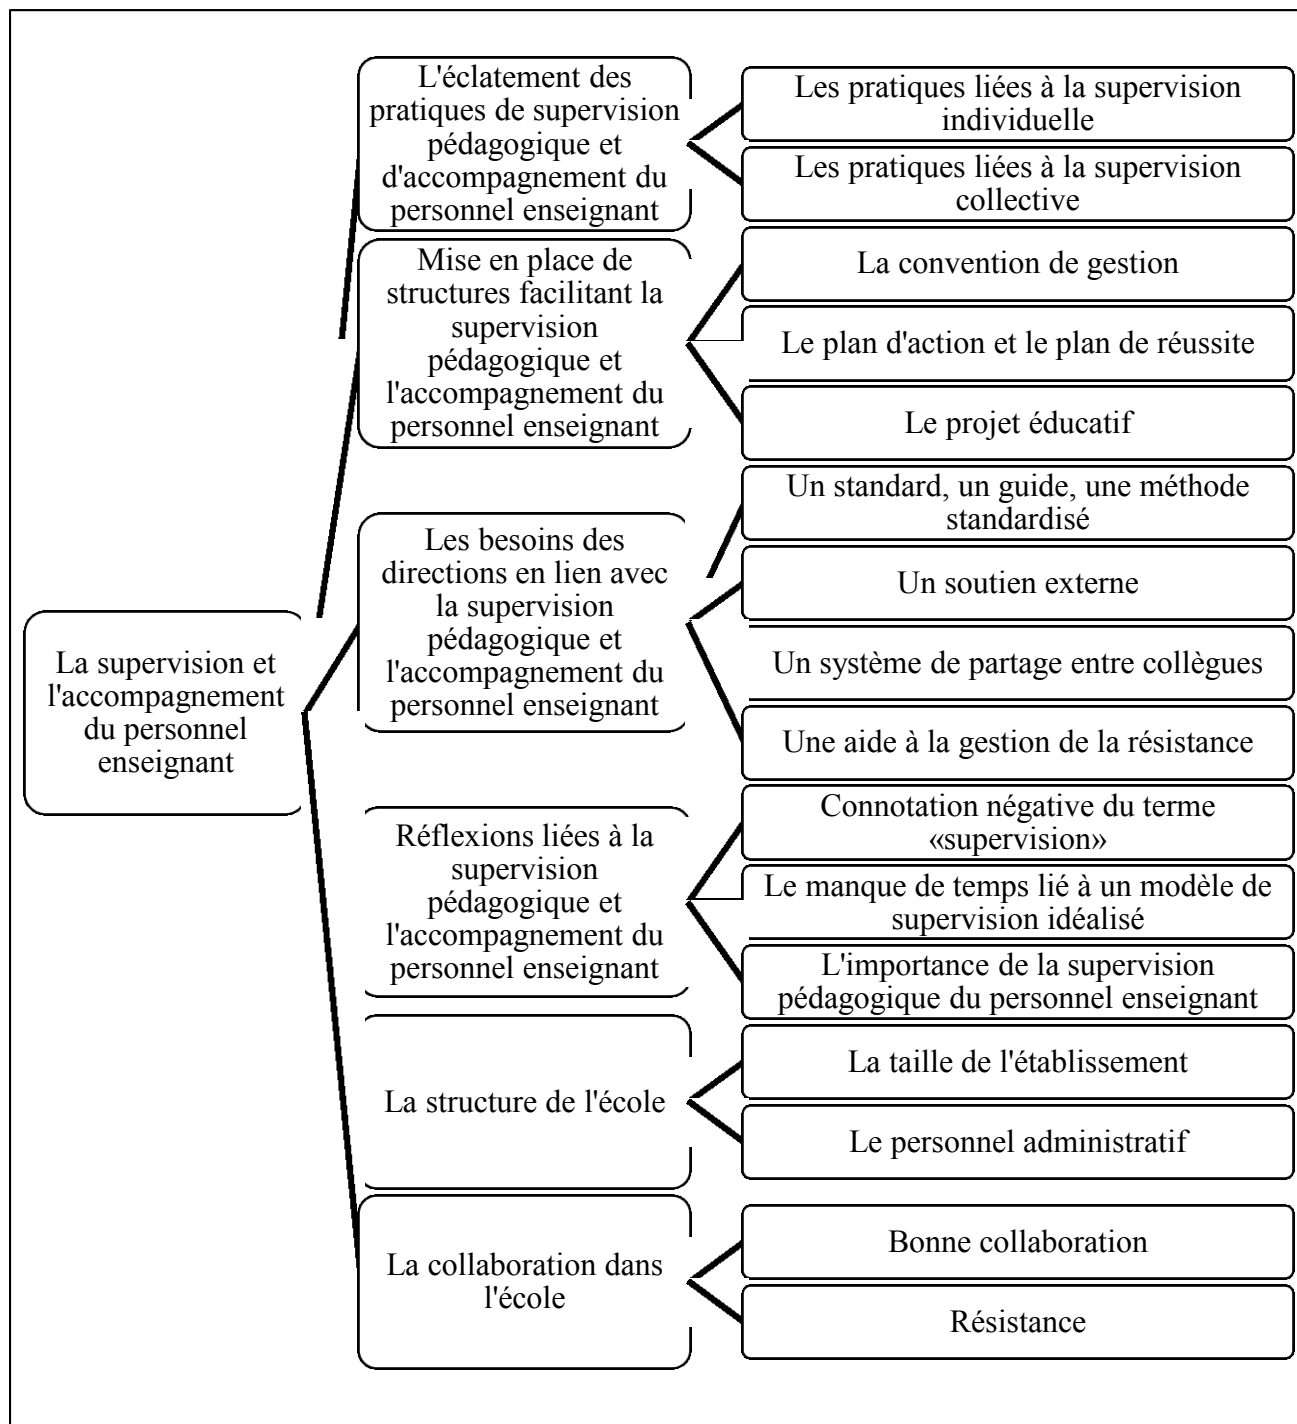 La supervision et
l'accompagnement
du personnel
enseignant
L'éclatement des
pratiques de supervision
pédagogique et
d'accompagnement du
personnel enseignant
Les pratiques liées à la supervision
individuelle
Les pratiques liées à la supervision
collective
Mise en place de
structures facilitant la
supervision
pédagogique et
l'accompagnement du
personnel enseignant
La convention de gestion
Le plan d'action et le plan de réussite
Le projet éducatif
Les besoins des
directions en lien avec
la supervision
pédagogique et
l'accompagnement du
personnel enseignant
Un standard, un guide, une méthode
standardisé
Un soutien externe
Un système de partage entre collègues
Une aide à la gestion de la résistance
Réflexions liées à la
supervision
pédagogique et
l'accompagnement du
personnel enseignant
Connotation négative du terme
«supervision»
Le manque de temps lié à un modèle de
supervision idéalisé
L'importance de la supervision
pédagogique du personnel enseignant
La structure de l'école
La taille de l'établissement
Le personnel administratif
La collaboration dans
l'école
Bonne collaboration
Résistance